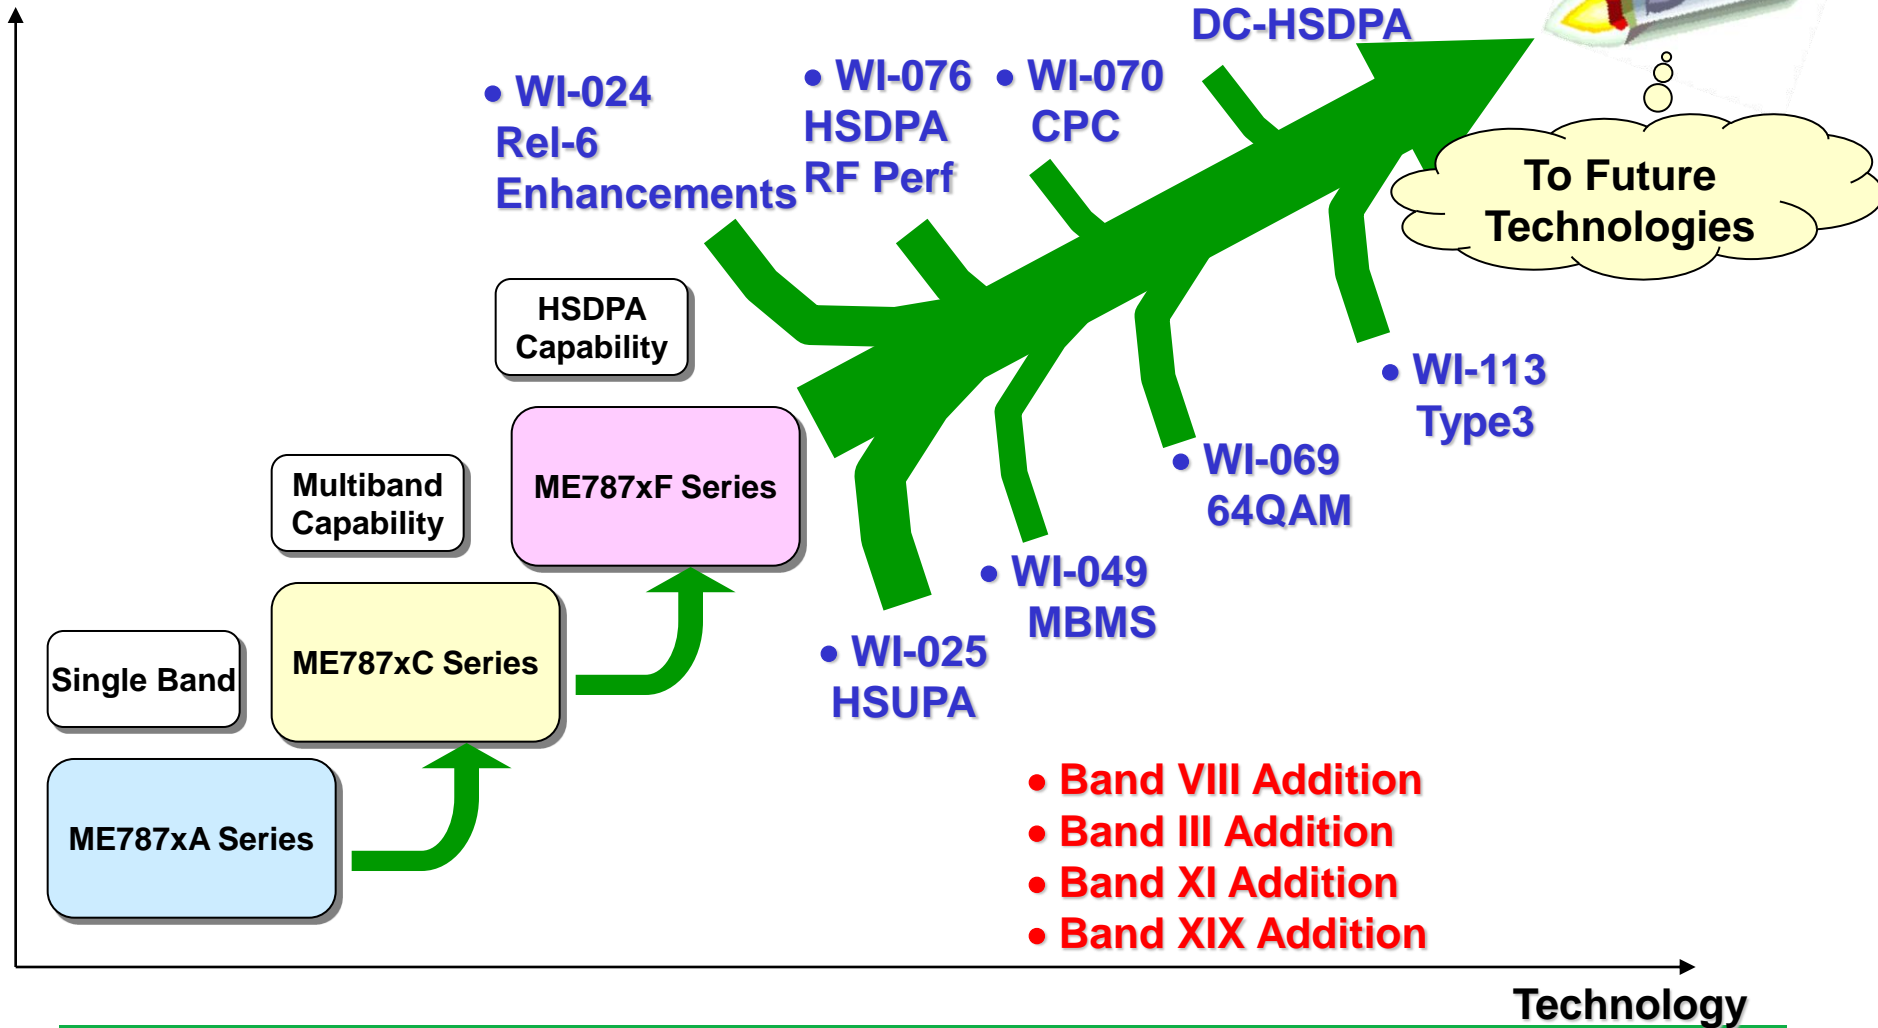 DC-HSDPA
• WI-024
Rel-6
Enhancements
• WI-076
HSDPA
RF Perf
• WI-070
CPC
To Future
Technologies
HSDPA
Capability
• WI-113
Type3
ME787xF Series
• WI-069
64QAM
Multiband
Capability
• WI-049
MBMS
• WI-025
HSUPA
ME787xC Series
Single Band
ME787xA Series
• Band VIII Addition
• Band III Addition
• Band XI Addition
• Band XIX Addition
Technology